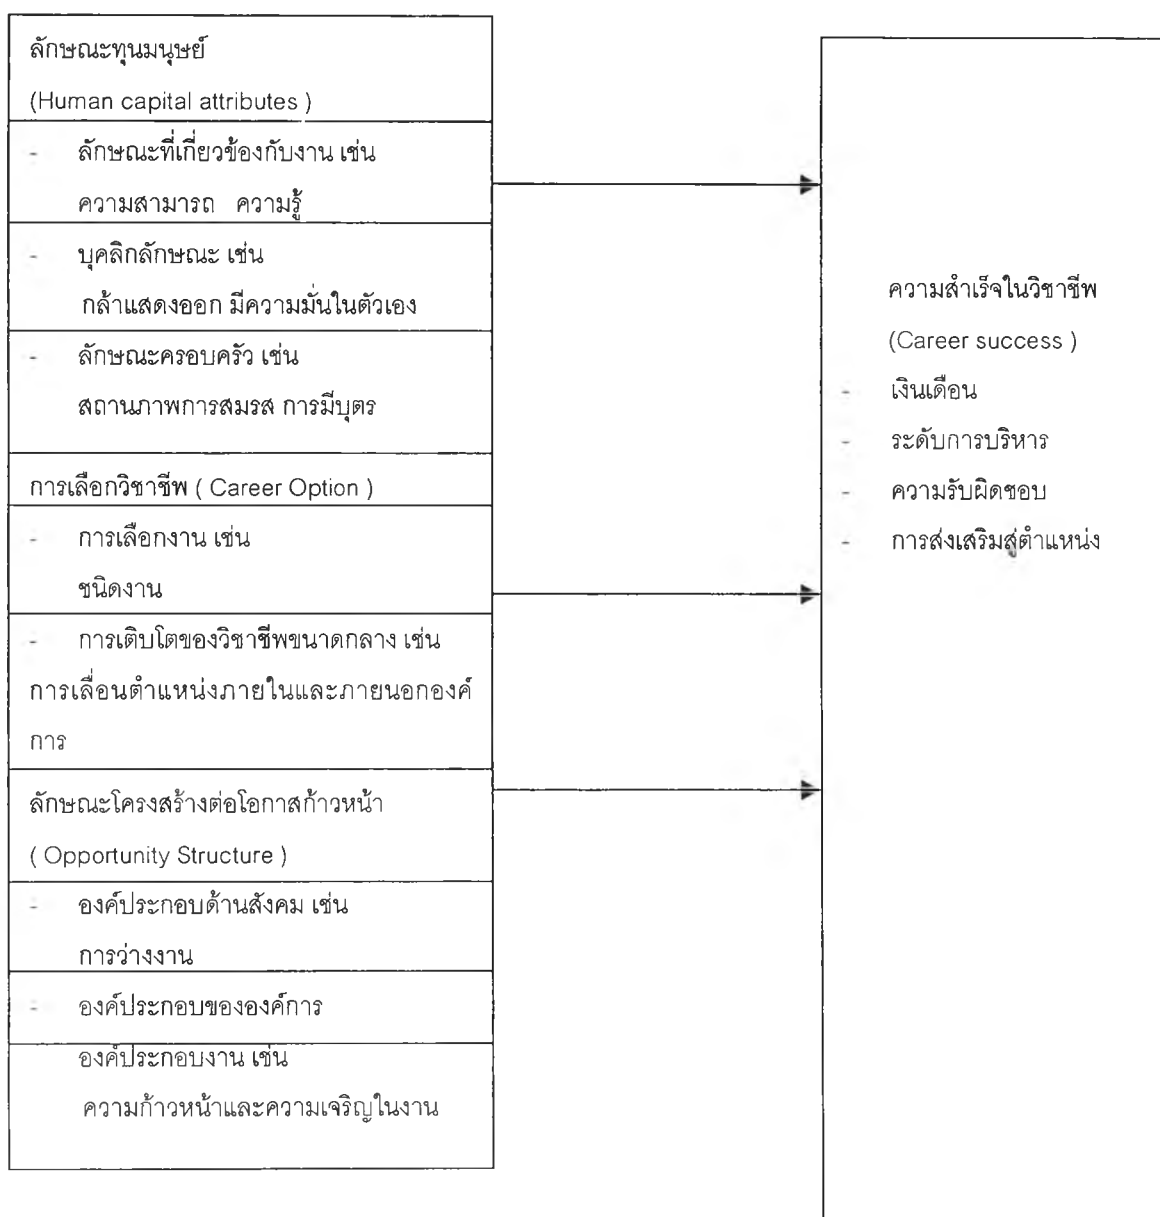 ลักษณะทุนมนุษย์
(Human capital attributes )
- ลักษณะที่เกี่ยวข้องกับงาน เช่น
ความสามารถ ความรู้
- บุคลิกลักษณะ เช่น
กล้าแสดงออก มีความมั่นในตัวเอง
- ลักษณะครอบครัว เช่น
สถานภาพการสมรส การมีบุตร
การเลือกวิชาชีพ ( Career Option )
- การเลือกงาน เช่น
ชนิดงาน
- การเติบโตของวิชาชีพขนาดกลาง เช่น
การเลื่อนตำแหน่งภายในและภายนอกองค์
การ
ลักษณะโครงสร้างต่อโอกาสก้าวหน้า
( Opportunity Structure )
- องค์ประกอบด้านสังคม เช่น
การว่างงาน
- องค์ประกอบขององค์การ
องค์ประกอบงาน เช่น
ความก้าวหน้าและความเจริญในงาน
ความสำเร็จในวิชาชีพ
(Career success )
- เงินเดือน
- ระดับการบริหาร
- ความรับผิดชอบ
- การส่งเสริมสู่ตำแหน่ง